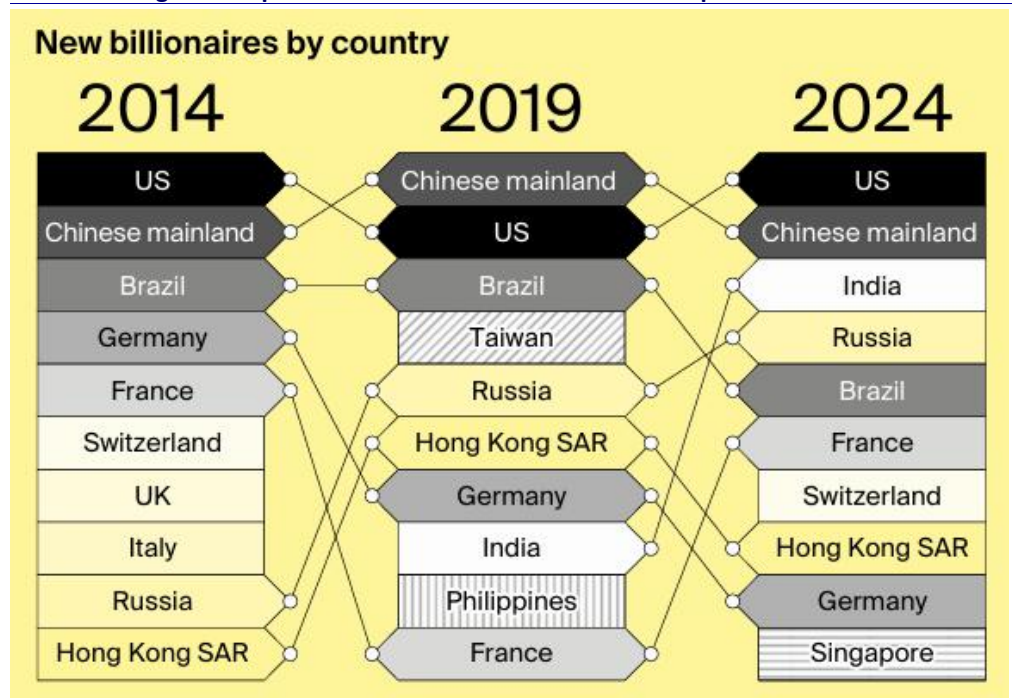 New billionaires by country
2014
2019
2024
US
Chinese mainland
Brazil
Germany
France
Switzerland
UK
Italy
Russia
Hong Kong SAR
Chinese mainland
US
Brazil
Taiwan
Russia
Hong Kong SAR
Germany
India
Philippines
France
US
Chinese mainland
India
Russia
Brazil
France
Switzerland
Hong Kong SAR
Germany
Singapore